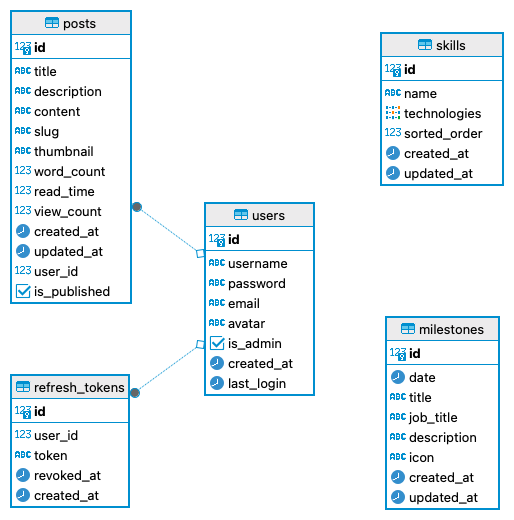 posts
123 id
ABC title
ABC description
ABC content
ABC slug
ABC thumbnail
123 word_count
123 read_time
123 view_count
created_at
updated_at
123 user_id
is_published
skills
123 id
ABC name
technologies
123 sorted_order
created_at
updated_at
users
123 id
ABC username
ABC password
ABC email
ABC avatar
is_admin
created_at
last_login
refresh_tokens
123 id
123 user_id
ABC token
revoked_at
created_at
milestones
123 id
date
ABC title
ABC job_title
ABC description
ABC icon
created_at
updated_at